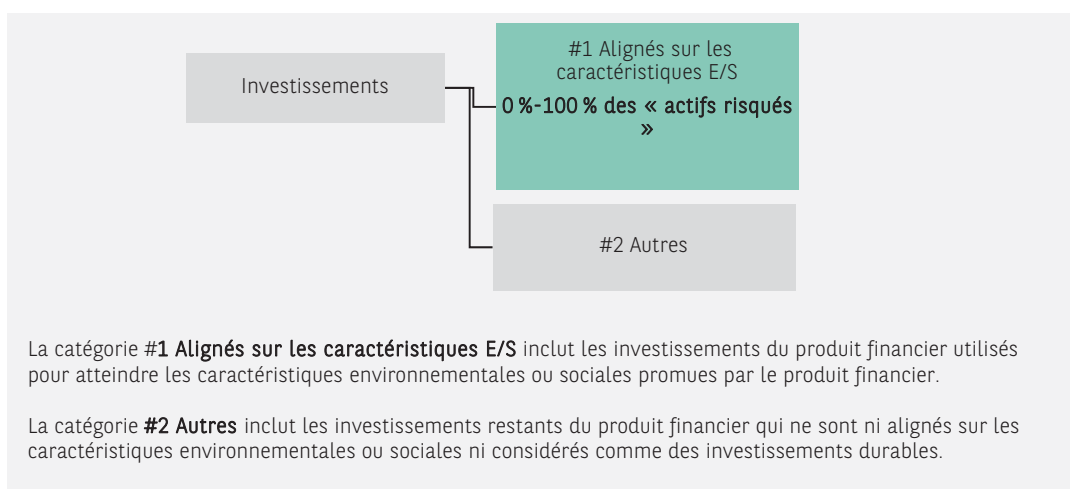 #1 Alignés sur les
caractéristiques E/S
Investissements
0 %-100 % des « actifs risqués
»
#2 Autres
La catégorie #1 Alignés sur les caractéristiques E/S inclut les investissements du produit financier utilisés
pour atteindre les caractéristiques environnementales ou sociales promues par le produit financier.
La catégorie #2 Autres inclut les investissements restants du produit financier qui ne sont ni alignés sur les
caractéristiques environnementales ou sociales ni considérés comme des investissements durables.